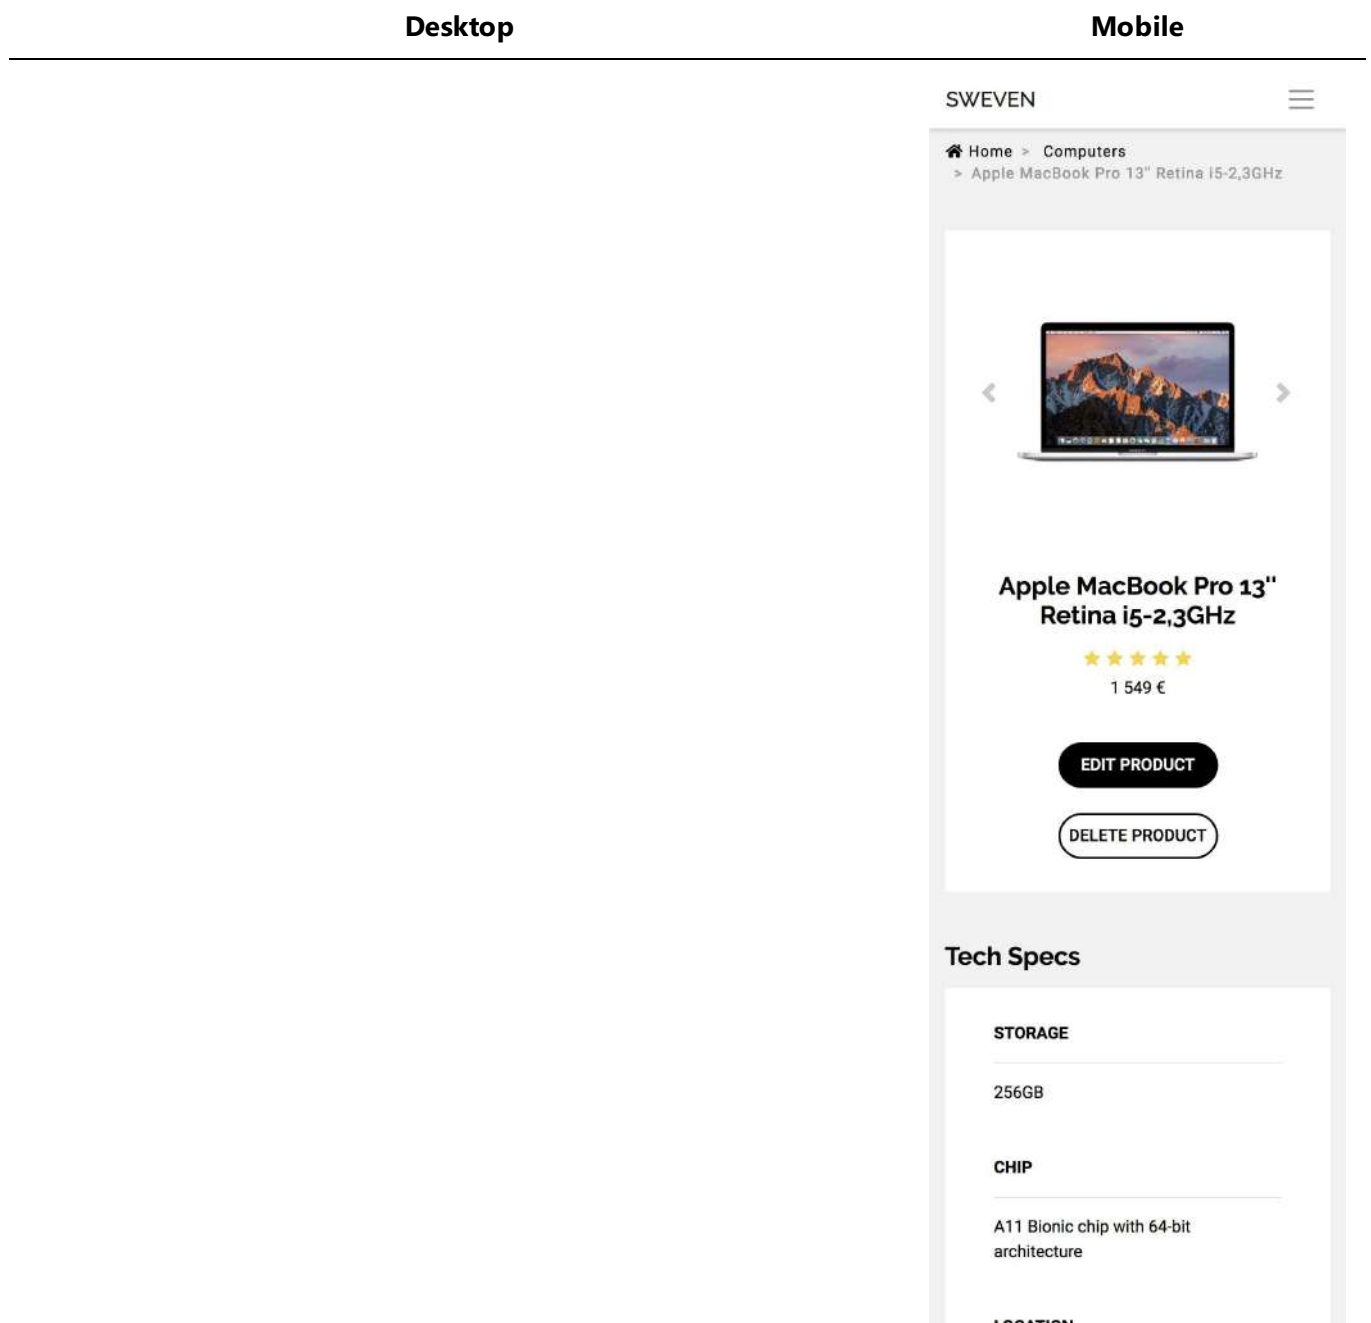 Desktop
Mobile
SWEVEN
Home > Computers
> Apple MacBook Pro 13" Retina i5-2,3GHz
Apple MacBook Pro 13''
Retina i5-2,3GHz
1 549 €
EDIT PRODUCT
DELETE PRODUCT
Tech Specs
STORAGE
256GB
CHIP
A11 Bionic chip with 64-bit
architecture
LOCATION